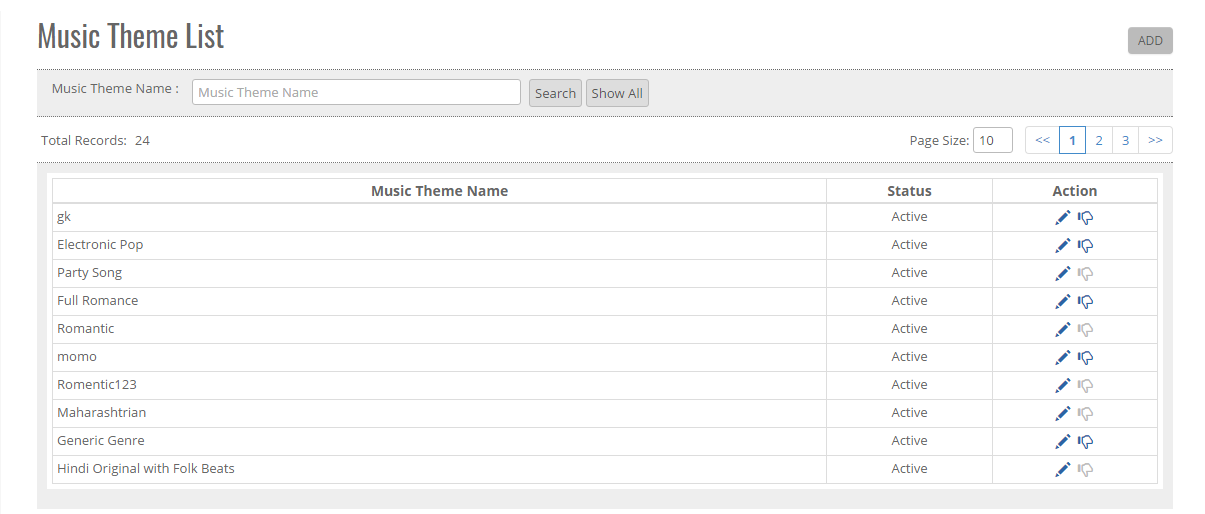 Music Theme List
ADD
Music Theme Name : Music Theme Name Search Show All
Total Records: 24 Page Size: 10 << 1 2 3 >>
Music Theme Name Status Action
gk Active
Electronic Pop Active
Party Song Active
Full Romance Active
Romantic Active
momo Active
Romentic123 Active
Maharashtrian Active
Generic Genre Active
Hindi Original with Folk Beats Active